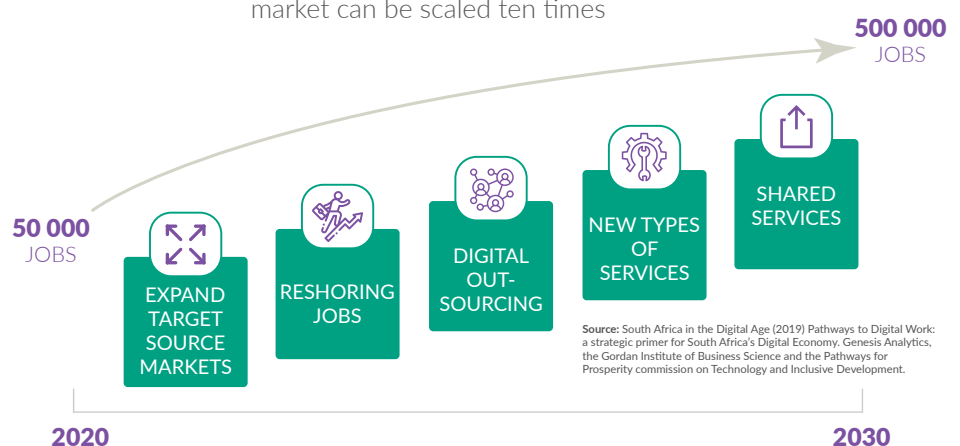 market can be scaled ten times
500 000
JOBS
50 000
JOBS
EXPAND
TARGET
SOURCE
MARKETS
RESHORING
JOBS
DIGITAL
OUT-
SOURCING
NEW TYPES
OF
SERVICES
SHARED
SERVICES
Source: South Africa in the Digital Age (2019) Pathways to Digital Work:
a strategic primer for South Africa's Digital Economy. Genesis Analytics,
the Gordan Institute of Business Science and the Pathways for
Prosperity commission on Technology and Inclusive Development.
2020
2030